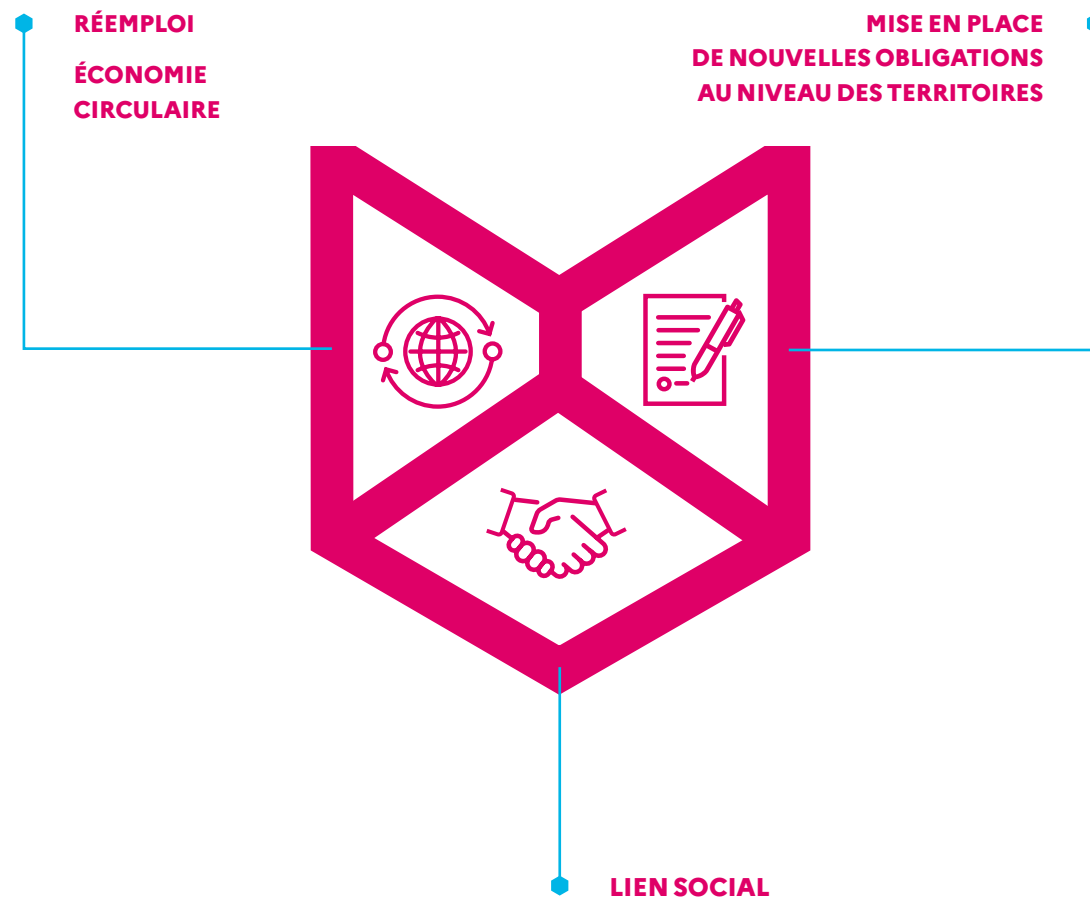 RÉEMPLOI
ÉCONOMIE
CIRCULAIRE
MISE EN PLACE
DE NOUVELLES OBLIGATIONS
AU NIVEAU DES TERRITOIRES
LIEN SOCIAL